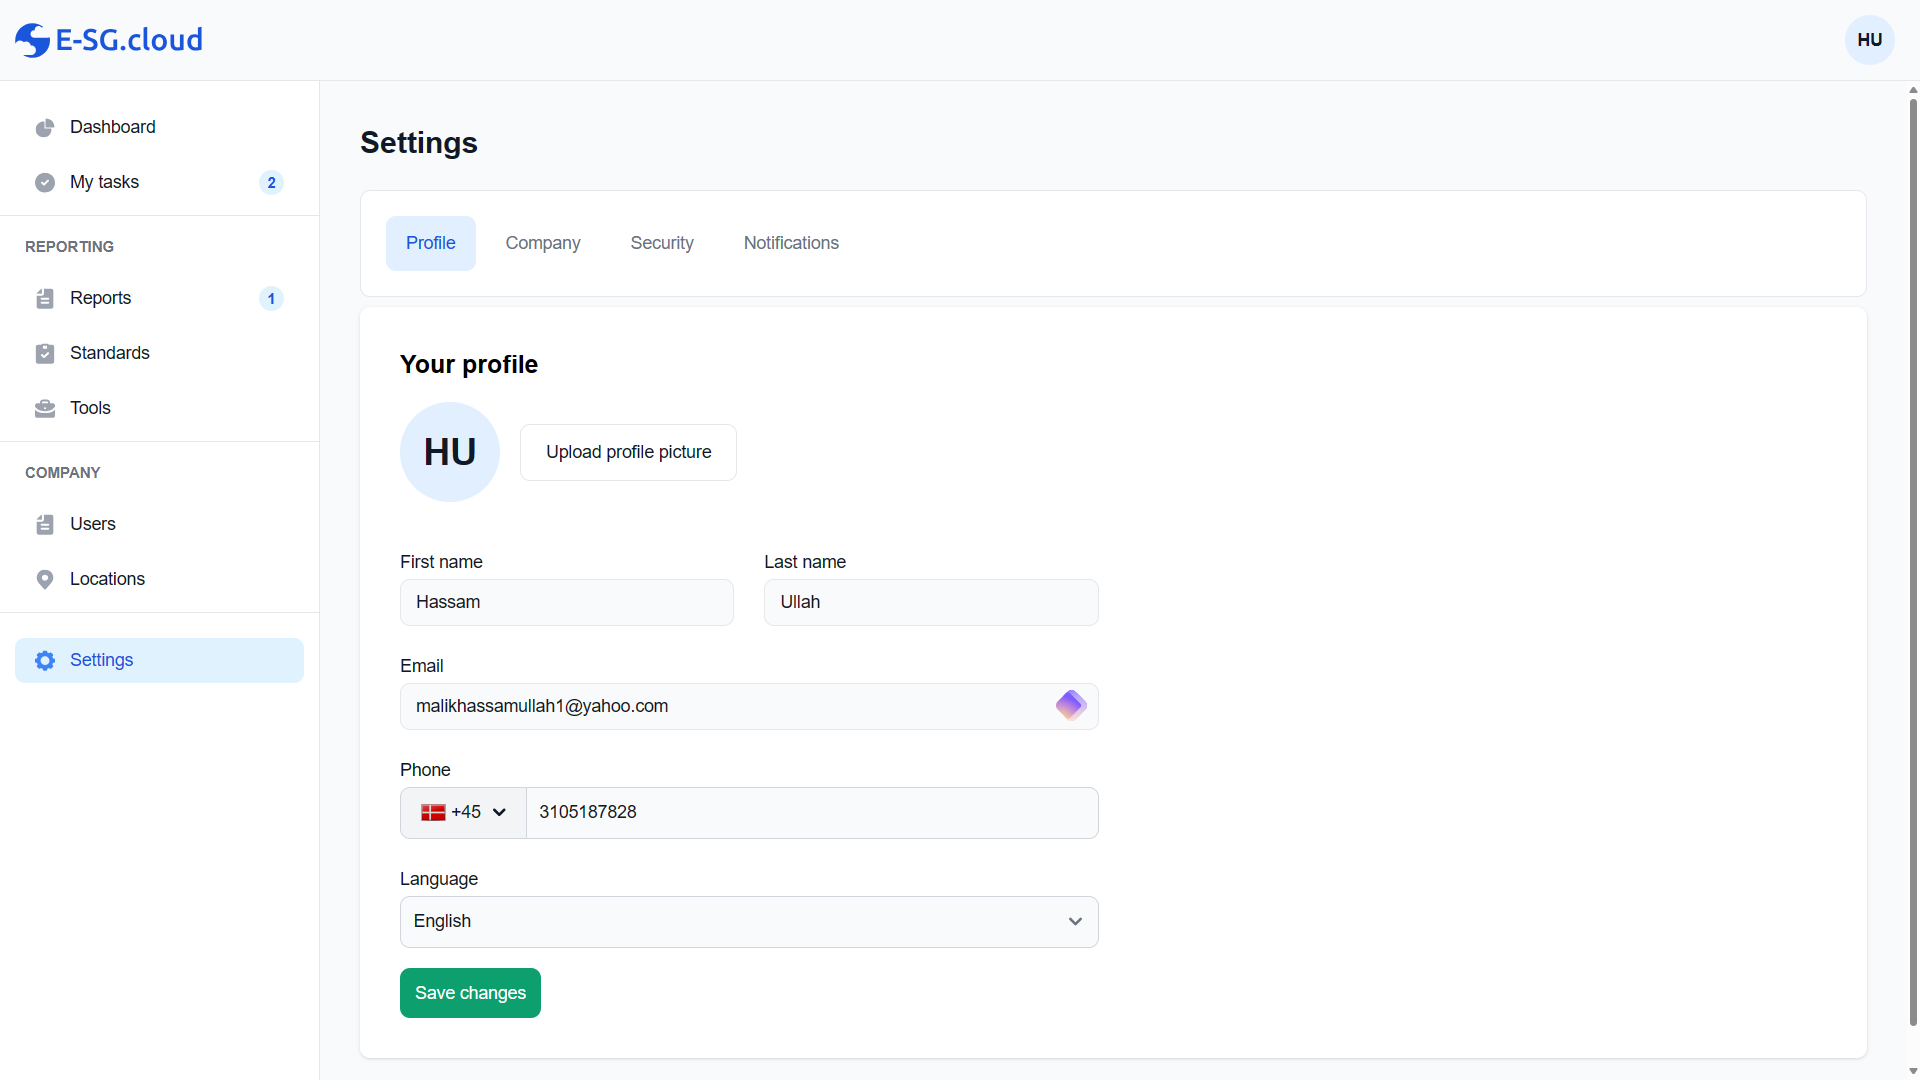 E-SG.cloud
HU
Dashboard
My tasks
2
REPORTING
Reports
1
Standards
Tools
COMPANY
Users
Locations
Settings
Settings
Profile
Company
Security
Notifications
Your profile
HU
Upload profile picture
First name
Last name
Hassam
Ullah
Email
malikhassamullah1@yahoo.com
Phone
+45
3105187828
Language
English
Save changes